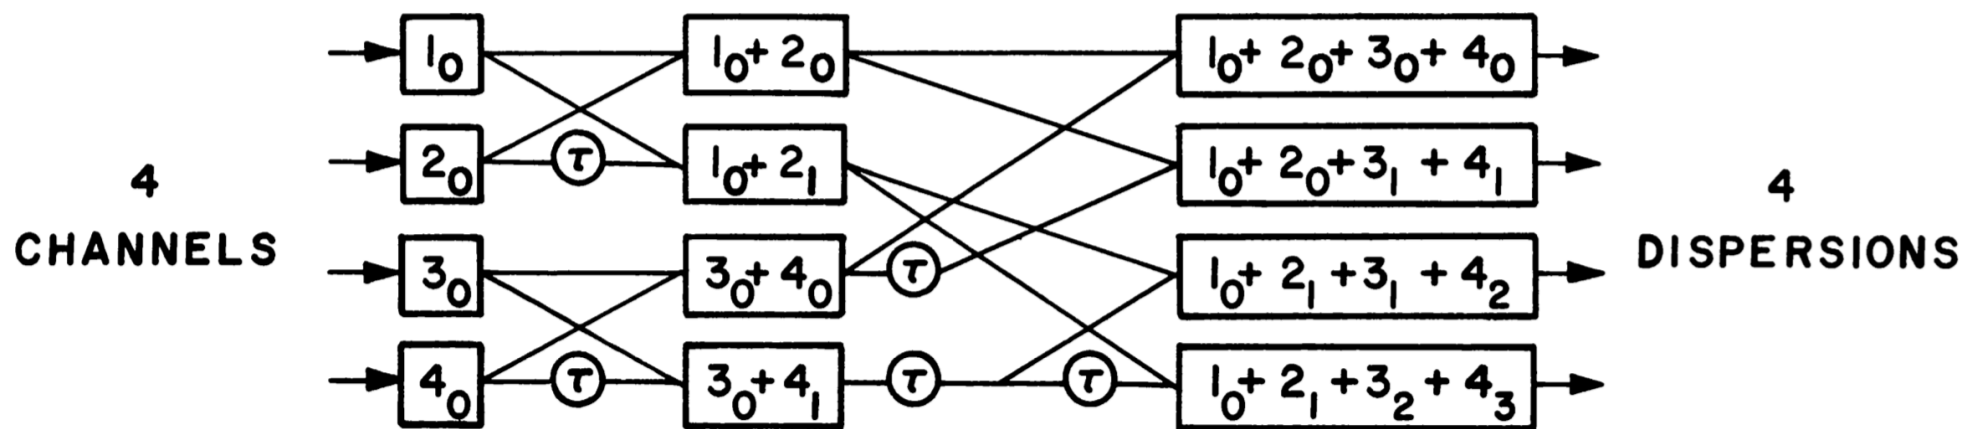 1₀ 1₀+ 2₀ 1₀+ 2₀+ 3₀+ 4₀
2₀ τ 1₀+ 2₁ 1₀+ 2₀+3₁ + 4₁
4 CHANNELS
3₀ 3₀+ 4₀ τ 1₀+ 2₁ +3₁ + 4₂
4₀ τ 3₀+ 4₁ τ τ 1₀+ 2₁ +3₂ + 4₃
4 DISPERSIONS